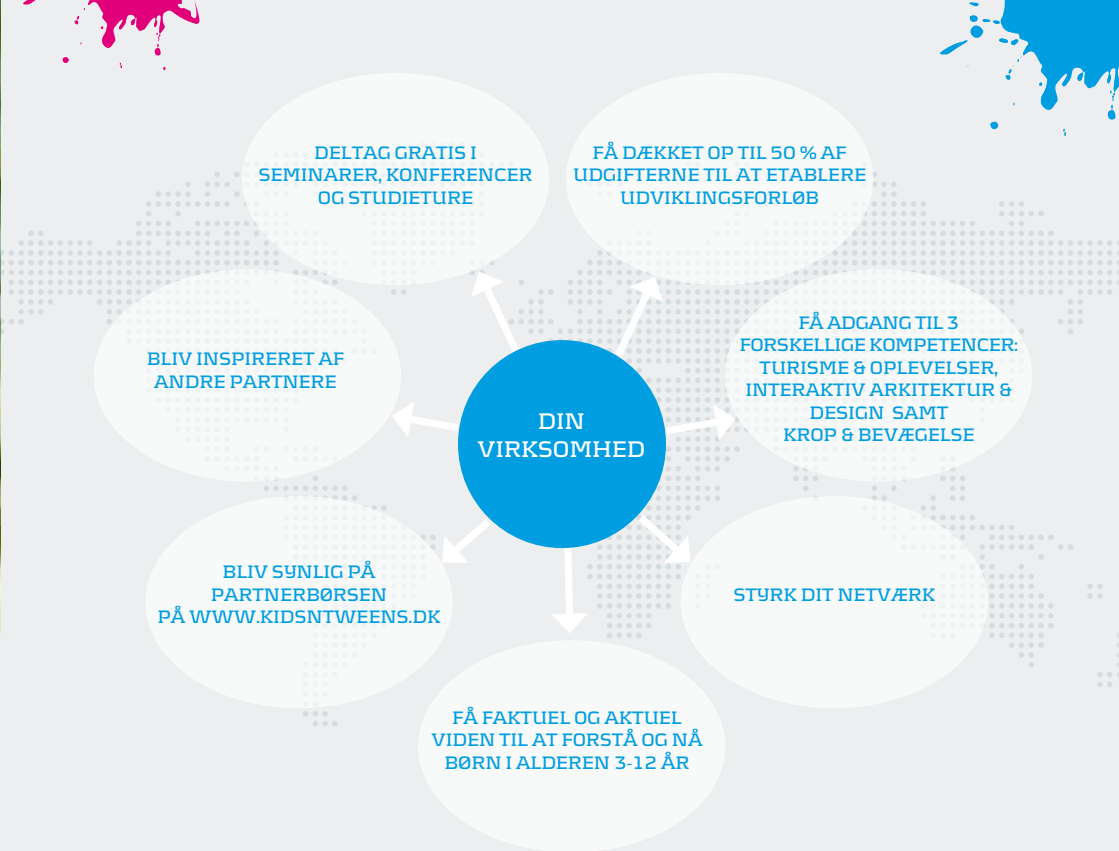 DELTAG GRATIS I
SEMINARER, KONFERENCER
OG STUDIETURE
FÅ DÆKKET OP TIL 50 % AF
UDGIFTERNE TIL AT ETABLERE
UDVIKLINGSFORLØB
BLIV INSPIRERET AF
ANDRE PARTNERE
DIN
VIRKSOMHED
FÅ ADGANG TIL 3
FORSKELLIGE KOMPETENCER:
TURISME & OPLEVELSER,
INTERAKTIV ARKITEKTUR &
DESIGN SAMT
KROP & BEVÆGELSE
BLIV SYNLIG PÅ
PARTNERBØRSEN
PÅ WWW.KIDSNTWEENS.DK
STYRK DIT NETVÆRK
FÅ FAKTUEL OG AKTUEL
VIDEN TIL AT FORSTÅ OG NÅ
BØRN I ALDEREN 3-12 ÅR